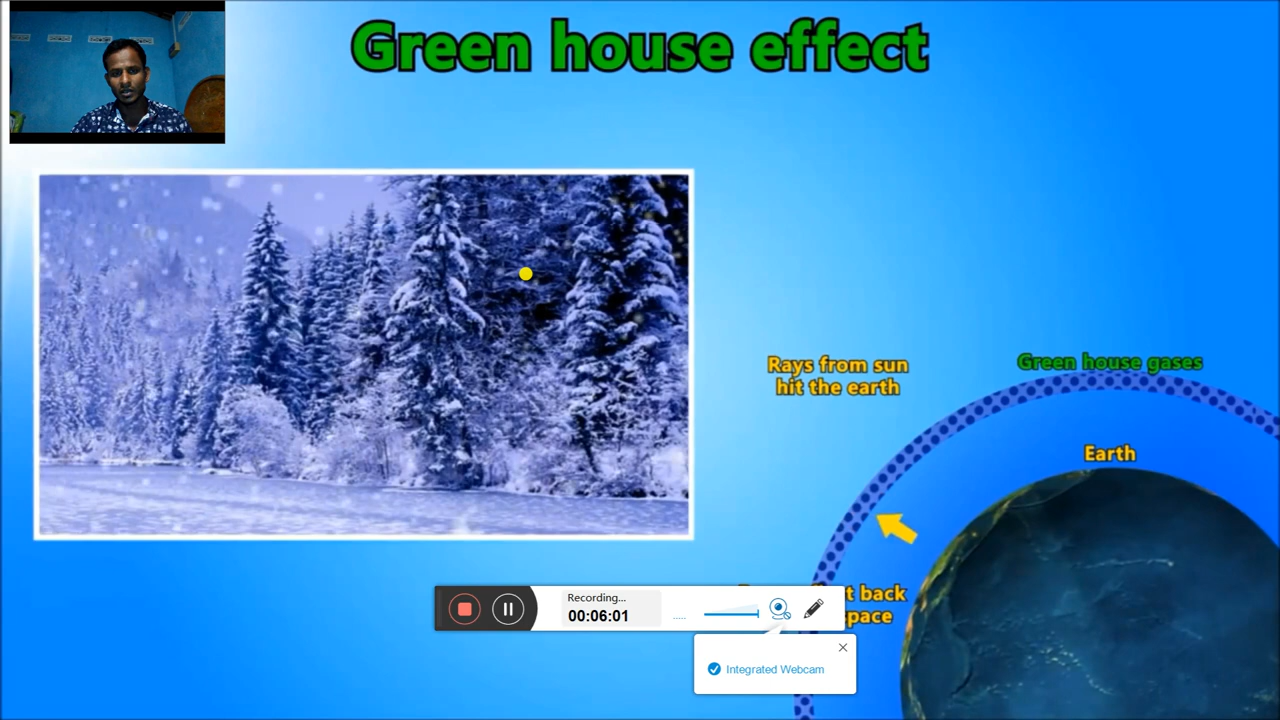 Green house effect
Rays from sun
hit the earth
Green house gases
Earth
back
space
Recording...
00:06:01
Integrated Webcam